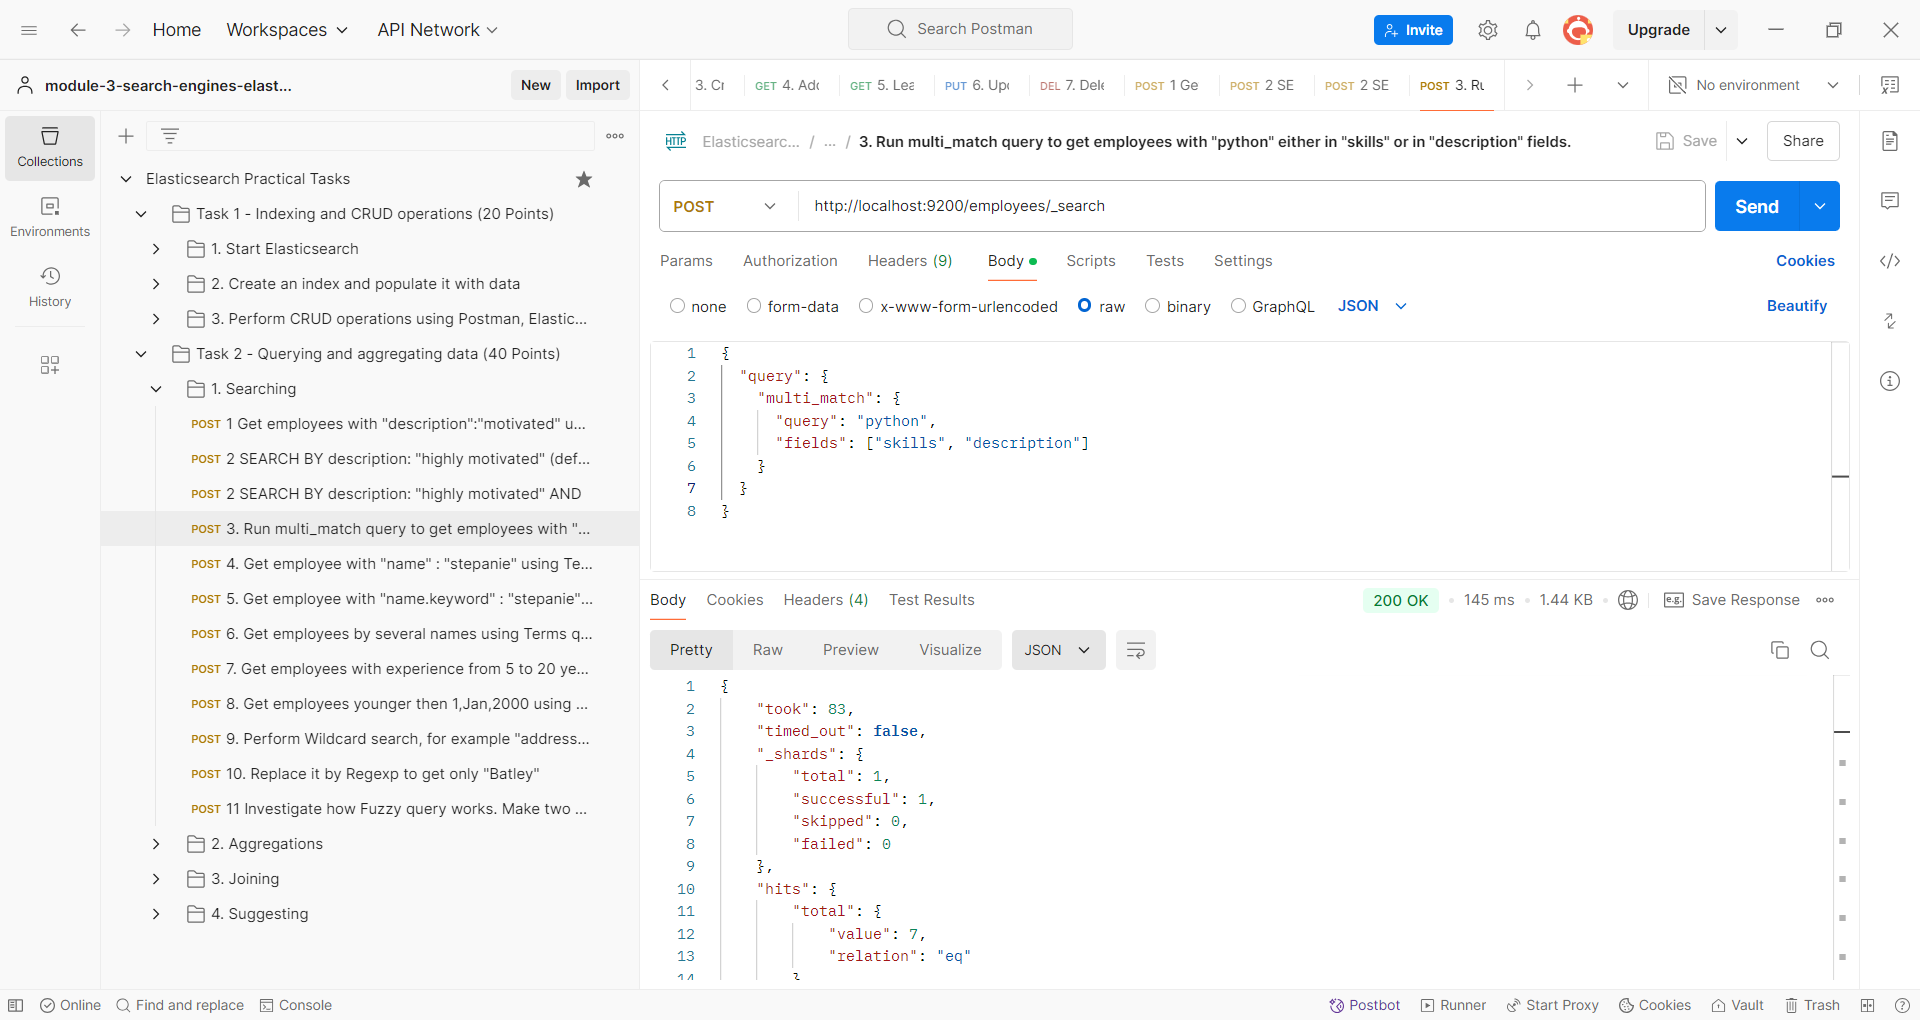 Home Workspaces API Network Search Postman Invite Upgrade
module-3-search-engines-elast... New Import 3. Cr GET 4. Adc GET 5. Lea PUT 6. Upc DEL 7. Dele POST 1 Ge POST 2 SE POST 2 SE POST 3. Ru No environment
Collections
Environments
History
Elasticsearch Practical Tasks
Task 1 - Indexing and CRUD operations (20 Points)
1. Start Elasticsearch
2. Create an index and populate it with data
3. Perform CRUD operations using Postman, Elastic...
Task 2 - Querying and aggregating data (40 Points)
1. Searching
POST 1 Get employees with "description":"motivated" u...
POST 2 SEARCH BY description: "highly motivated" (def...
POST 2 SEARCH BY description: "highly motivated" AND
POST 3. Run multi_match query to get employees with "...
POST 4. Get employee with "name" : "stepanie" using Te...
POST 5. Get employee with "name.keyword" : "stepanie"...
POST 6. Get employees by several names using Terms q...
POST 7. Get employees with experience from 5 to 20 ye...
POST 8. Get employees younger then 1,Jan,2000 using ...
POST 9. Perform Wildcard search, for example "address...
POST 10. Replace it by Regexp to get only "Batley"
POST 11 Investigate how Fuzzy query works. Make two ...
2. Aggregations
3. Joining
4. Suggesting
HTTP Elasticsearc... / ... / 3. Run multi_match query to get employees with "python" either in "skills" or in "description" fields. Save Share
POST http://localhost:9200/employees/_search Send
Params Authorization Headers (9) Body Scripts Tests Settings Cookies
none form-data x-www-form-urlencoded raw binary GraphQL JSON Beautify
1 {
2 "query": {
3 "multi_match": {
4 "query": "python",
5 "fields": ["skills", "description"]
6 }
7 }
8 }
Body Cookies Headers (4) Test Results 200 OK 145 ms 1.44 KB e.g. Save Response
Pretty Raw Preview Visualize JSON
1 {
2 "took": 83,
3 "timed_out": false,
4 "_shards": {
5 "total": 1,
6 "successful": 1,
7 "skipped": 0,
8 "failed": 0
9 },
10 "hits": {
11 "total": {
12 "value": 7,
13 "relation": "eq"
14 }
Online Find and replace Console Postbot Runner Start Proxy Cookies Vault Trash